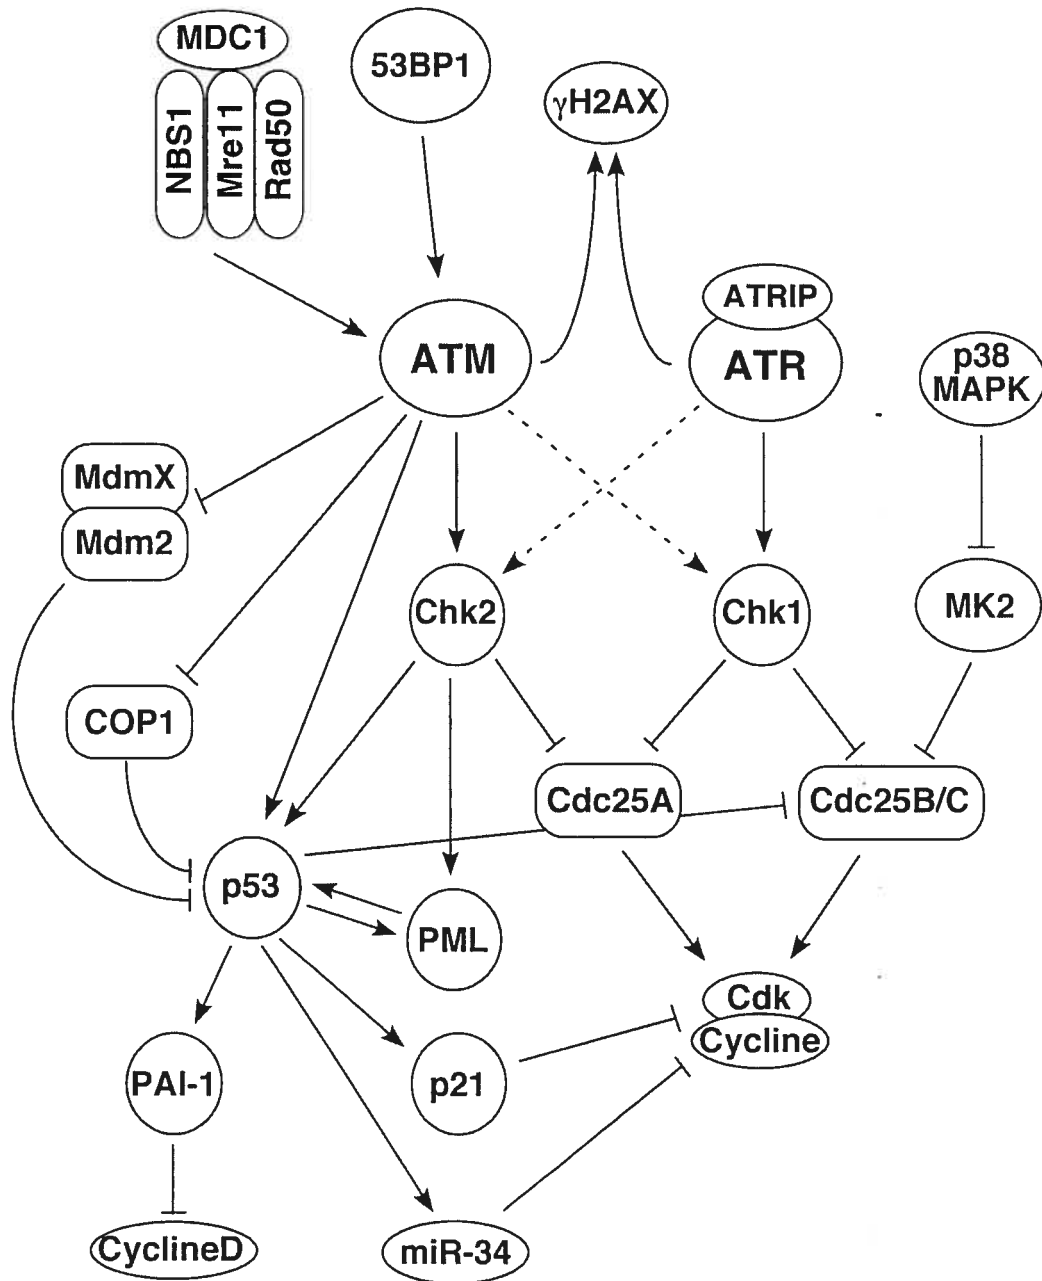 MDC1
53BP1
γH2AX
NBS1
Mre11
Rad50
ATRIP
ATM
ATR
p38
MAPK
MdmX
Mdm2
Chk2
Chk1
MK2
COP1
Cdc25A
Cdc25B/C
p53
PML
Cdk
Cycline
PAI-1
p21
CyclineD
miR-34